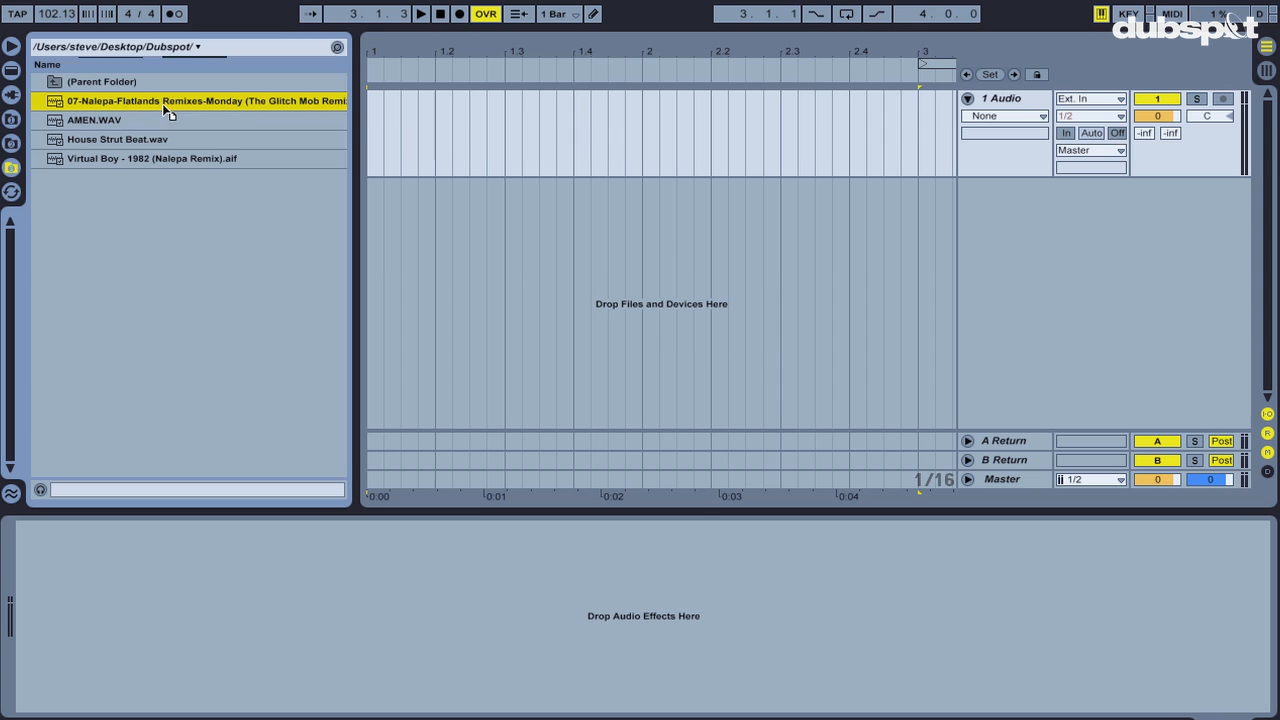 TAP 102.13 4 / 4 3. 1. 3 OVR 1 Bar 3. 1. 1 4. 0. 0 KEY MIDI 1 % D
dubspot
/Users/steve/Desktop/Dubspot/
Name
(Parent Folder)
07-Nalepa-Flatlands Remixes-Monday (The Glitch Mob Remi
AMEN.WAV
House Strut Beat.wav
Virtual Boy - 1982 (Nalepa Remix).aif
1 1.2 1.3 1.4 2 2.2 2.3 2.4 3
Set
1 Audio Ext. In 1 S
None 1/2 0 C
In Auto Off -inf -inf
Master
Drop Files and Devices Here
A Return A S Post
B Return B S Post
1/16 Master 1/2 0 0
0:00 0:01 0:02 0:03 0:04
I·O
R
M
D
Drop Audio Effects Here